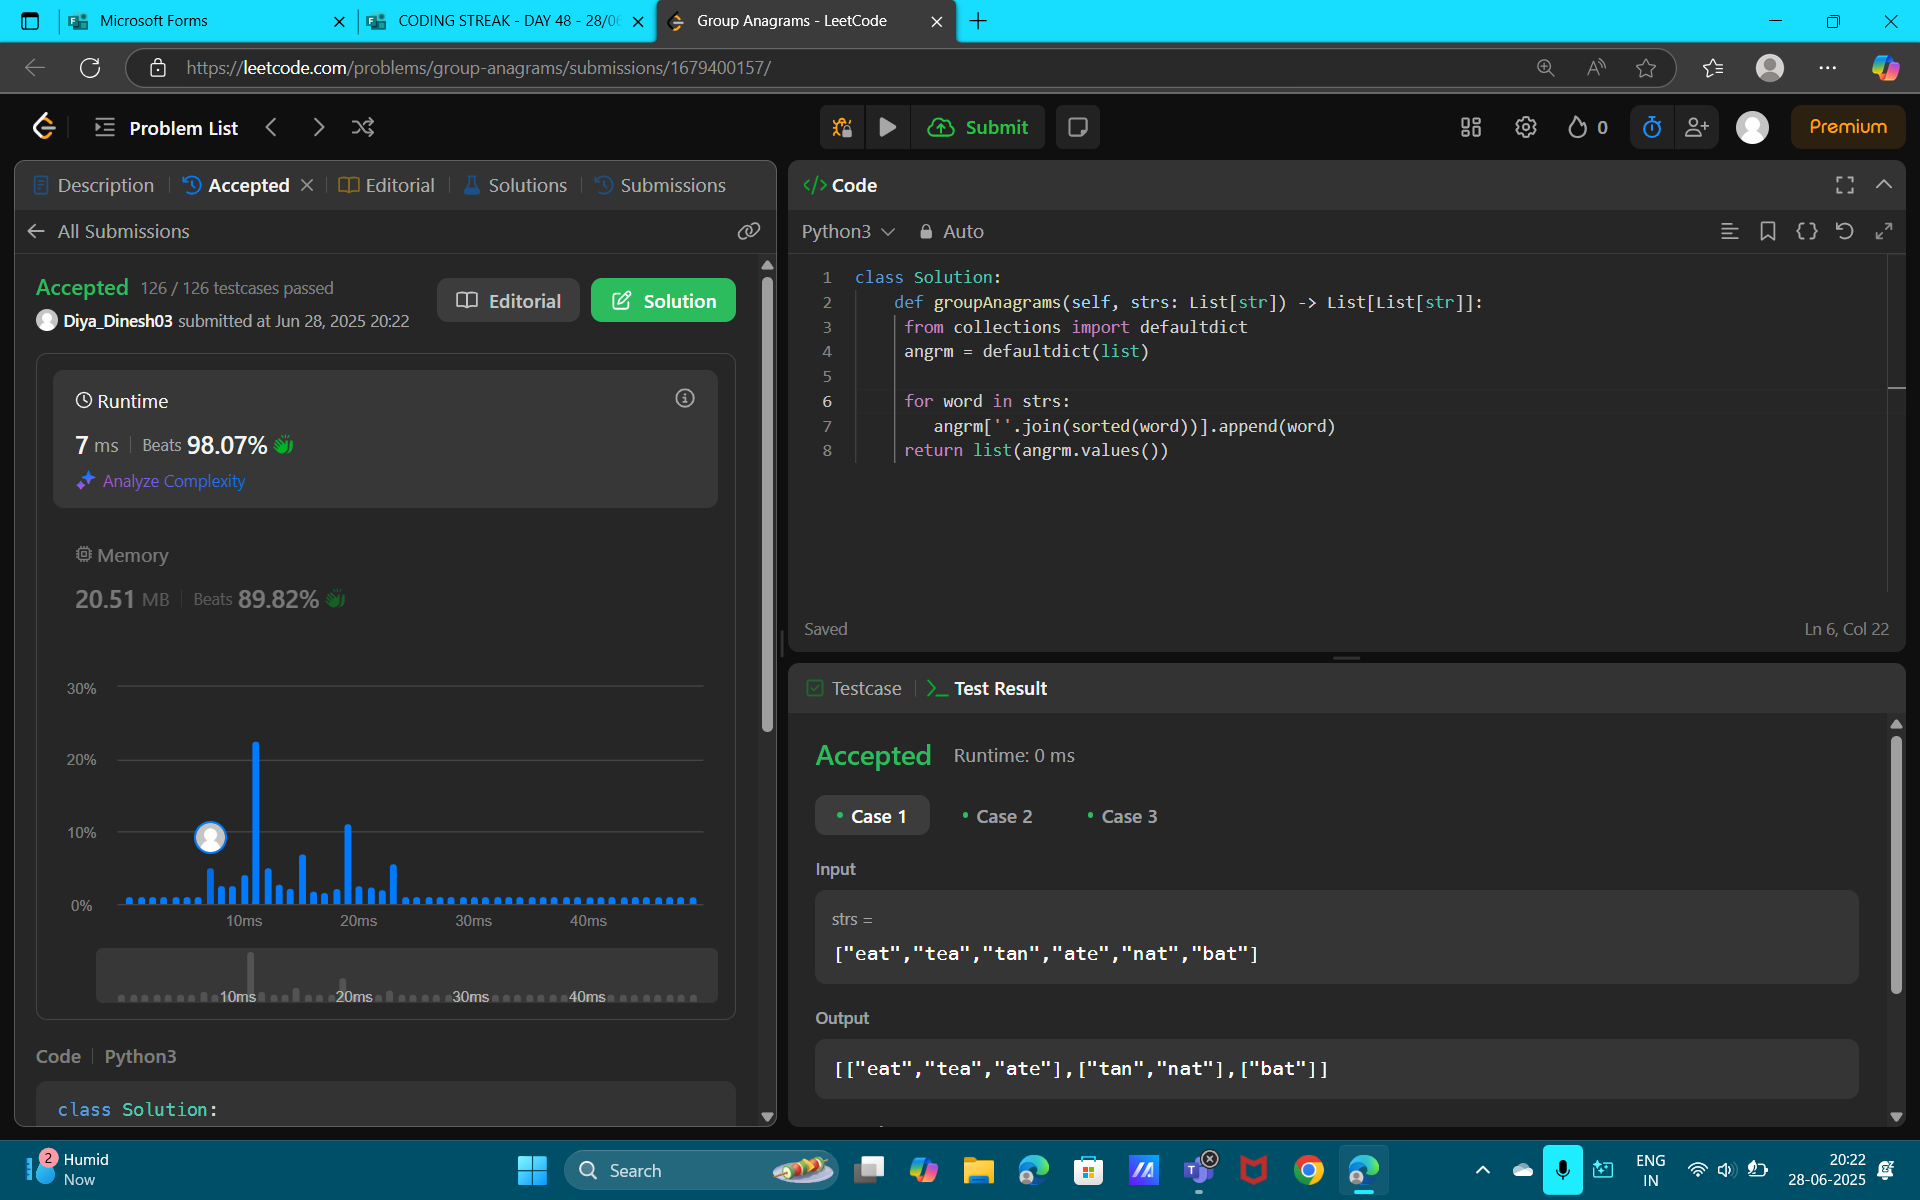 Microsoft Forms
CODING STREAK - DAY 48 - 28/06
Group Anagrams - LeetCode
https://leetcode.com/problems/group-anagrams/submissions/1679400157/
Problem List
Submit
0
Premium
Description
Accepted
Editorial
Solutions
Submissions
All Submissions
Accepted 126 / 126 testcases passed
Diya_Dinesh03 submitted at Jun 28, 2025 20:22
Editorial
Solution
Runtime
7 ms Beats 98.07%
Analyze Complexity
Memory
20.51 MB Beats 89.82%
30%
20%
10%
0%
10ms 20ms 30ms 40ms
10ms 20ms 30ms 40ms
Code Python3
class Solution:
</> Code
Python3 Auto
1 class Solution:
2 def groupAnagrams(self, strs: List[str]) -> List[List[str]]:
3 from collections import defaultdict
4 angrm = defaultdict(list)
5
6 for word in strs:
7 angrm[''.join(sorted(word))].append(word)
8 return list(angrm.values())
Saved
Ln 6, Col 22
Testcase
Test Result
Accepted Runtime: 0 ms
Case 1 Case 2 Case 3
Input
strs =
["eat","tea","tan","ate","nat","bat"]
Output
[["eat","tea","ate"],["tan","nat"],["bat"]]
2
Humid
Now
Search
ENG
IN
20:22
28-06-2025